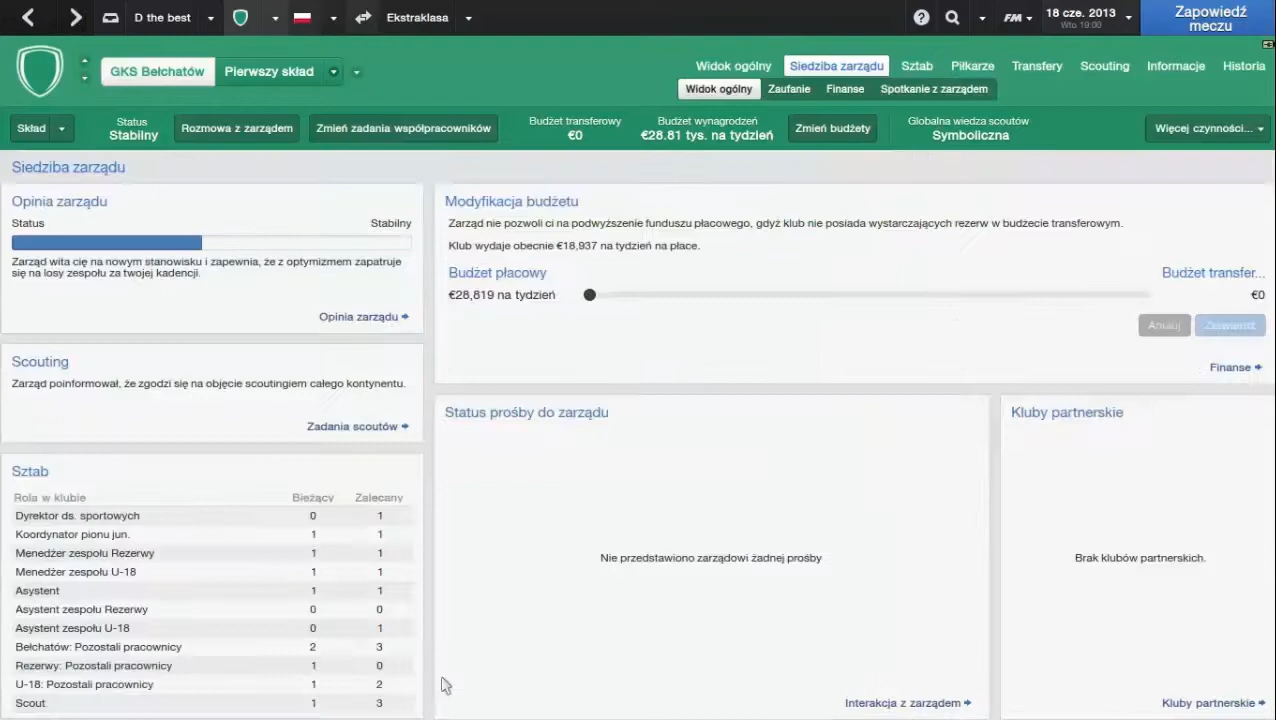 D the best
Ekstraklasa
FM
18 cze. 2013
Wto 19:00
Zapowiedź
meczu
GKS Bełchatów
Pierwszy skład
Widok ogólny
Siedziba zarządu
Sztab
Piłkarze
Transfery
Scouting
Informacje
Historia
Widok ogólny
Zaufanie
Finanse
Spotkanie z zarządem
Skład
Status
Stabilny
Rozmowa z zarządem
Zmień zadania współpracowników
Budżet transferowy
€0
Budżet wynagrodzeń
€28.81 tys. na tydzień
Zmień budżety
Globalna wiedza scoutów
Symboliczna
Więcej czynności...
Siedziba zarządu
Opinia zarządu
Status Stabilny
Zarząd wita cię na nowym stanowisku i zapewnia, że z optymizmem zapatruje
się na losy zespołu za twojej kadencji.
Opinia zarządu
Scouting
Zarząd poinformował, że zgodzi się na objęcie scoutingiem całego kontynentu.
Zadania scoutów
Sztab
Rola w klubie Bieżący Zalecany
Dyrektor ds. sportowych 0 1
Koordynator pionu jun. 1 1
Menedżer zespołu Rezerwy 1 1
Menedżer zespołu U-18 1 1
Asystent 1 1
Asystent zespołu Rezerwy 0 0
Asystent zespołu U-18 0 1
Bełchatów: Pozostali pracownicy 2 3
Rezerwy: Pozostali pracownicy 1 0
U-18: Pozostali pracownicy 1 2
Scout 1 3
Modyfikacja budżetu
Zarząd nie pozwoli ci na podwyższenie funduszu płacowego, gdyż klub nie posiada wystarczających rezerw w budżecie transferowym.
Klub wydaje obecnie €18,937 na tydzień na płace.
Budżet płacowy Budżet transfer...
€28,819 na tydzień €0
Anuluj Zatwierdź
Finanse
Status prośby do zarządu
Nie przedstawiono zarządowi żadnej prośby
Interakcja z zarządem
Kluby partnerskie
Brak klubów partnerskich.
Kluby partnerskie